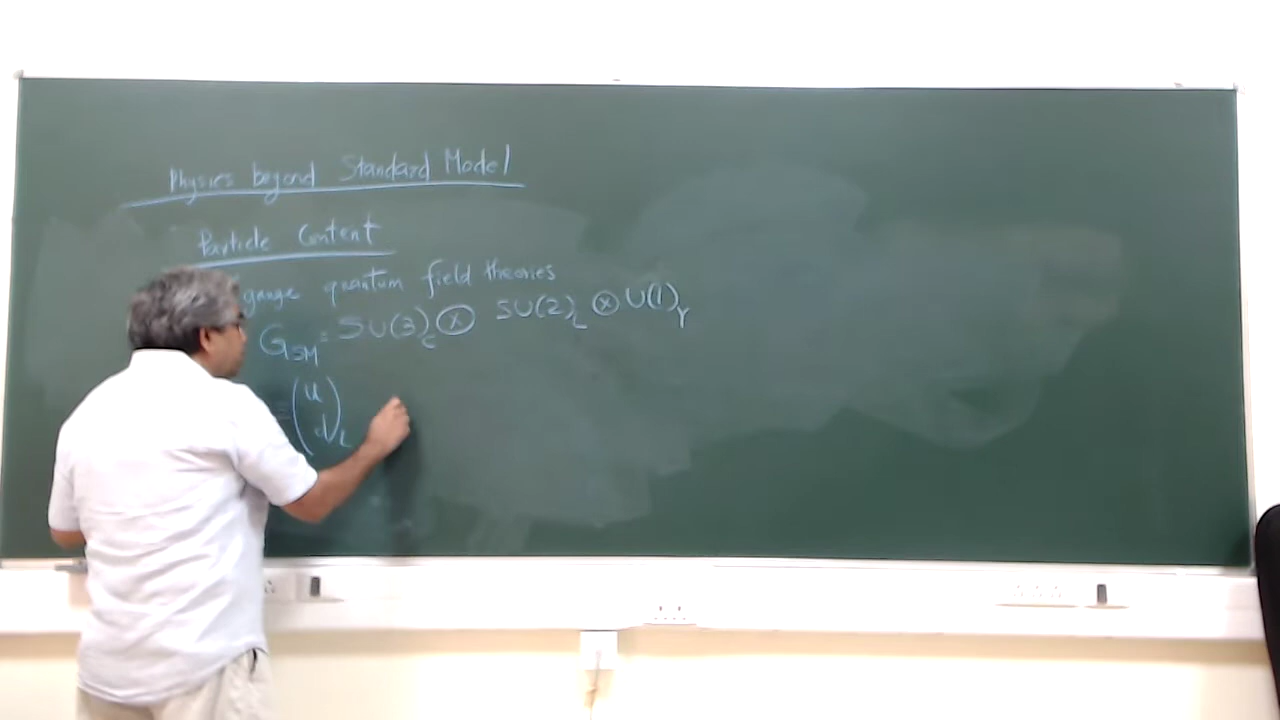 Physics beyond Standard Model
Particle Content
gauge quantum field theories
G_SM = SU(3)_C ⊗ SU(2)_L ⊗ U(1)_Y
= (u
d)_L